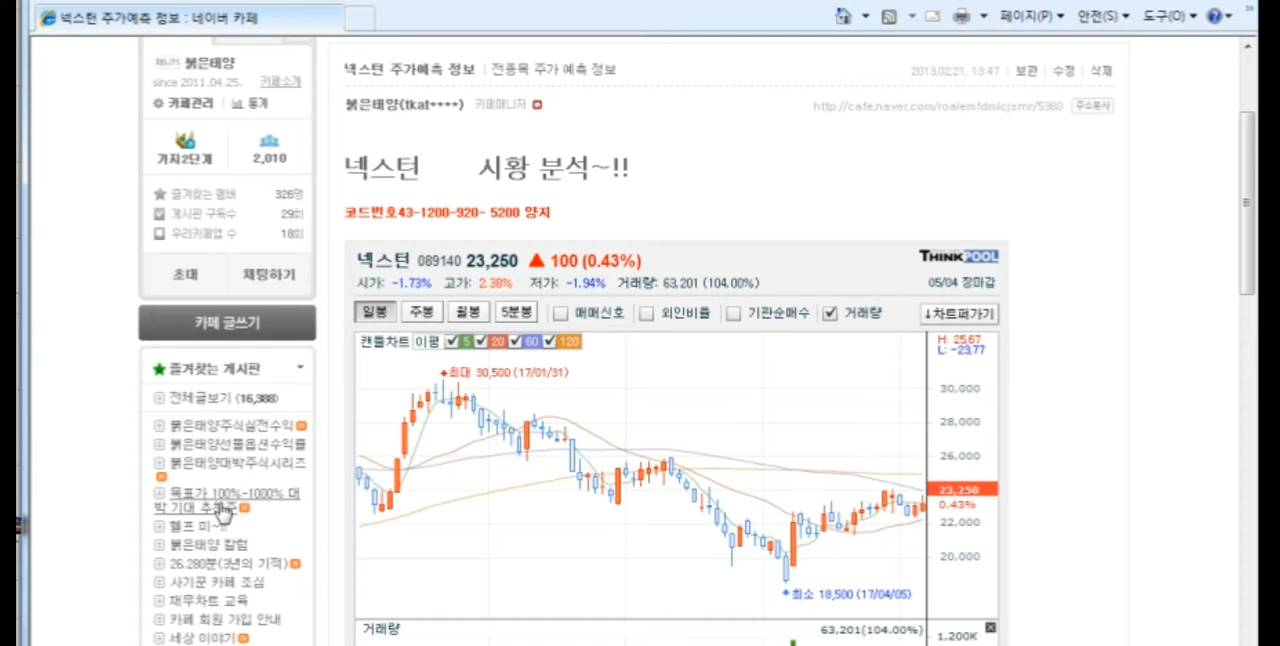 넥스턴 주가예측 정보 : 네이버 카페
페이지(P) 안전(S) 도구(O)
매니저 붉은태양
since 2011.04.25. 카페소개
카페관리 통계
가지2단계 2,010
즐겨찾는 멤버 326명
게시판 구독수 29회
우리카페앱 수 18회
초대 채팅하기
카페 글쓰기
즐겨찾는 게시판
전체글보기 (16,388)
붉은태양주식실전수익
붉은태양선물옵션수익률
붉은태양대박주식시리즈
목표가 100%-1000% 대
박 기대 추천주
헬프 미~!!
붉은태양 칼럼
26.280분(3년의 기적)
사기꾼 카페 조심
재무차트 교육
카페 회원 가입 안내
세상 이야기
넥스턴 주가예측 정보 | 전종목 주가 예측 정보
2013.02.21. 13:47 | 보관 | 수정 | 삭제
붉은태양(tkat****) 카페매니저
http://cafe.naver.com/roalemfdmlcjsrnr/5360 주소복사
넥스턴 시황 분석~!!
코드번호43-1200-920- 5200 양지
넥스턴 089140 23,250 ▲ 100 (0.43%)
THINKPOOL
시가: -1.73% 고가: 2.38% 저가: -1.94% 거래량: 63,201 (104.00%)
05/04 장마감
일봉 주봉 월봉 5분봉 매매신호 외인비율 기관순매수 거래량 ↓차트펴기
캔들차트 이평 5 20 60 120
H: 25.67
L: -23.77
최대 30,500 (17/01/31)
30,000
28,000
26,000
23,250
0.43%
22,000
20,000
최소 18,500 (17/04/05)
거래량 63,201(104.00%)
1,200K